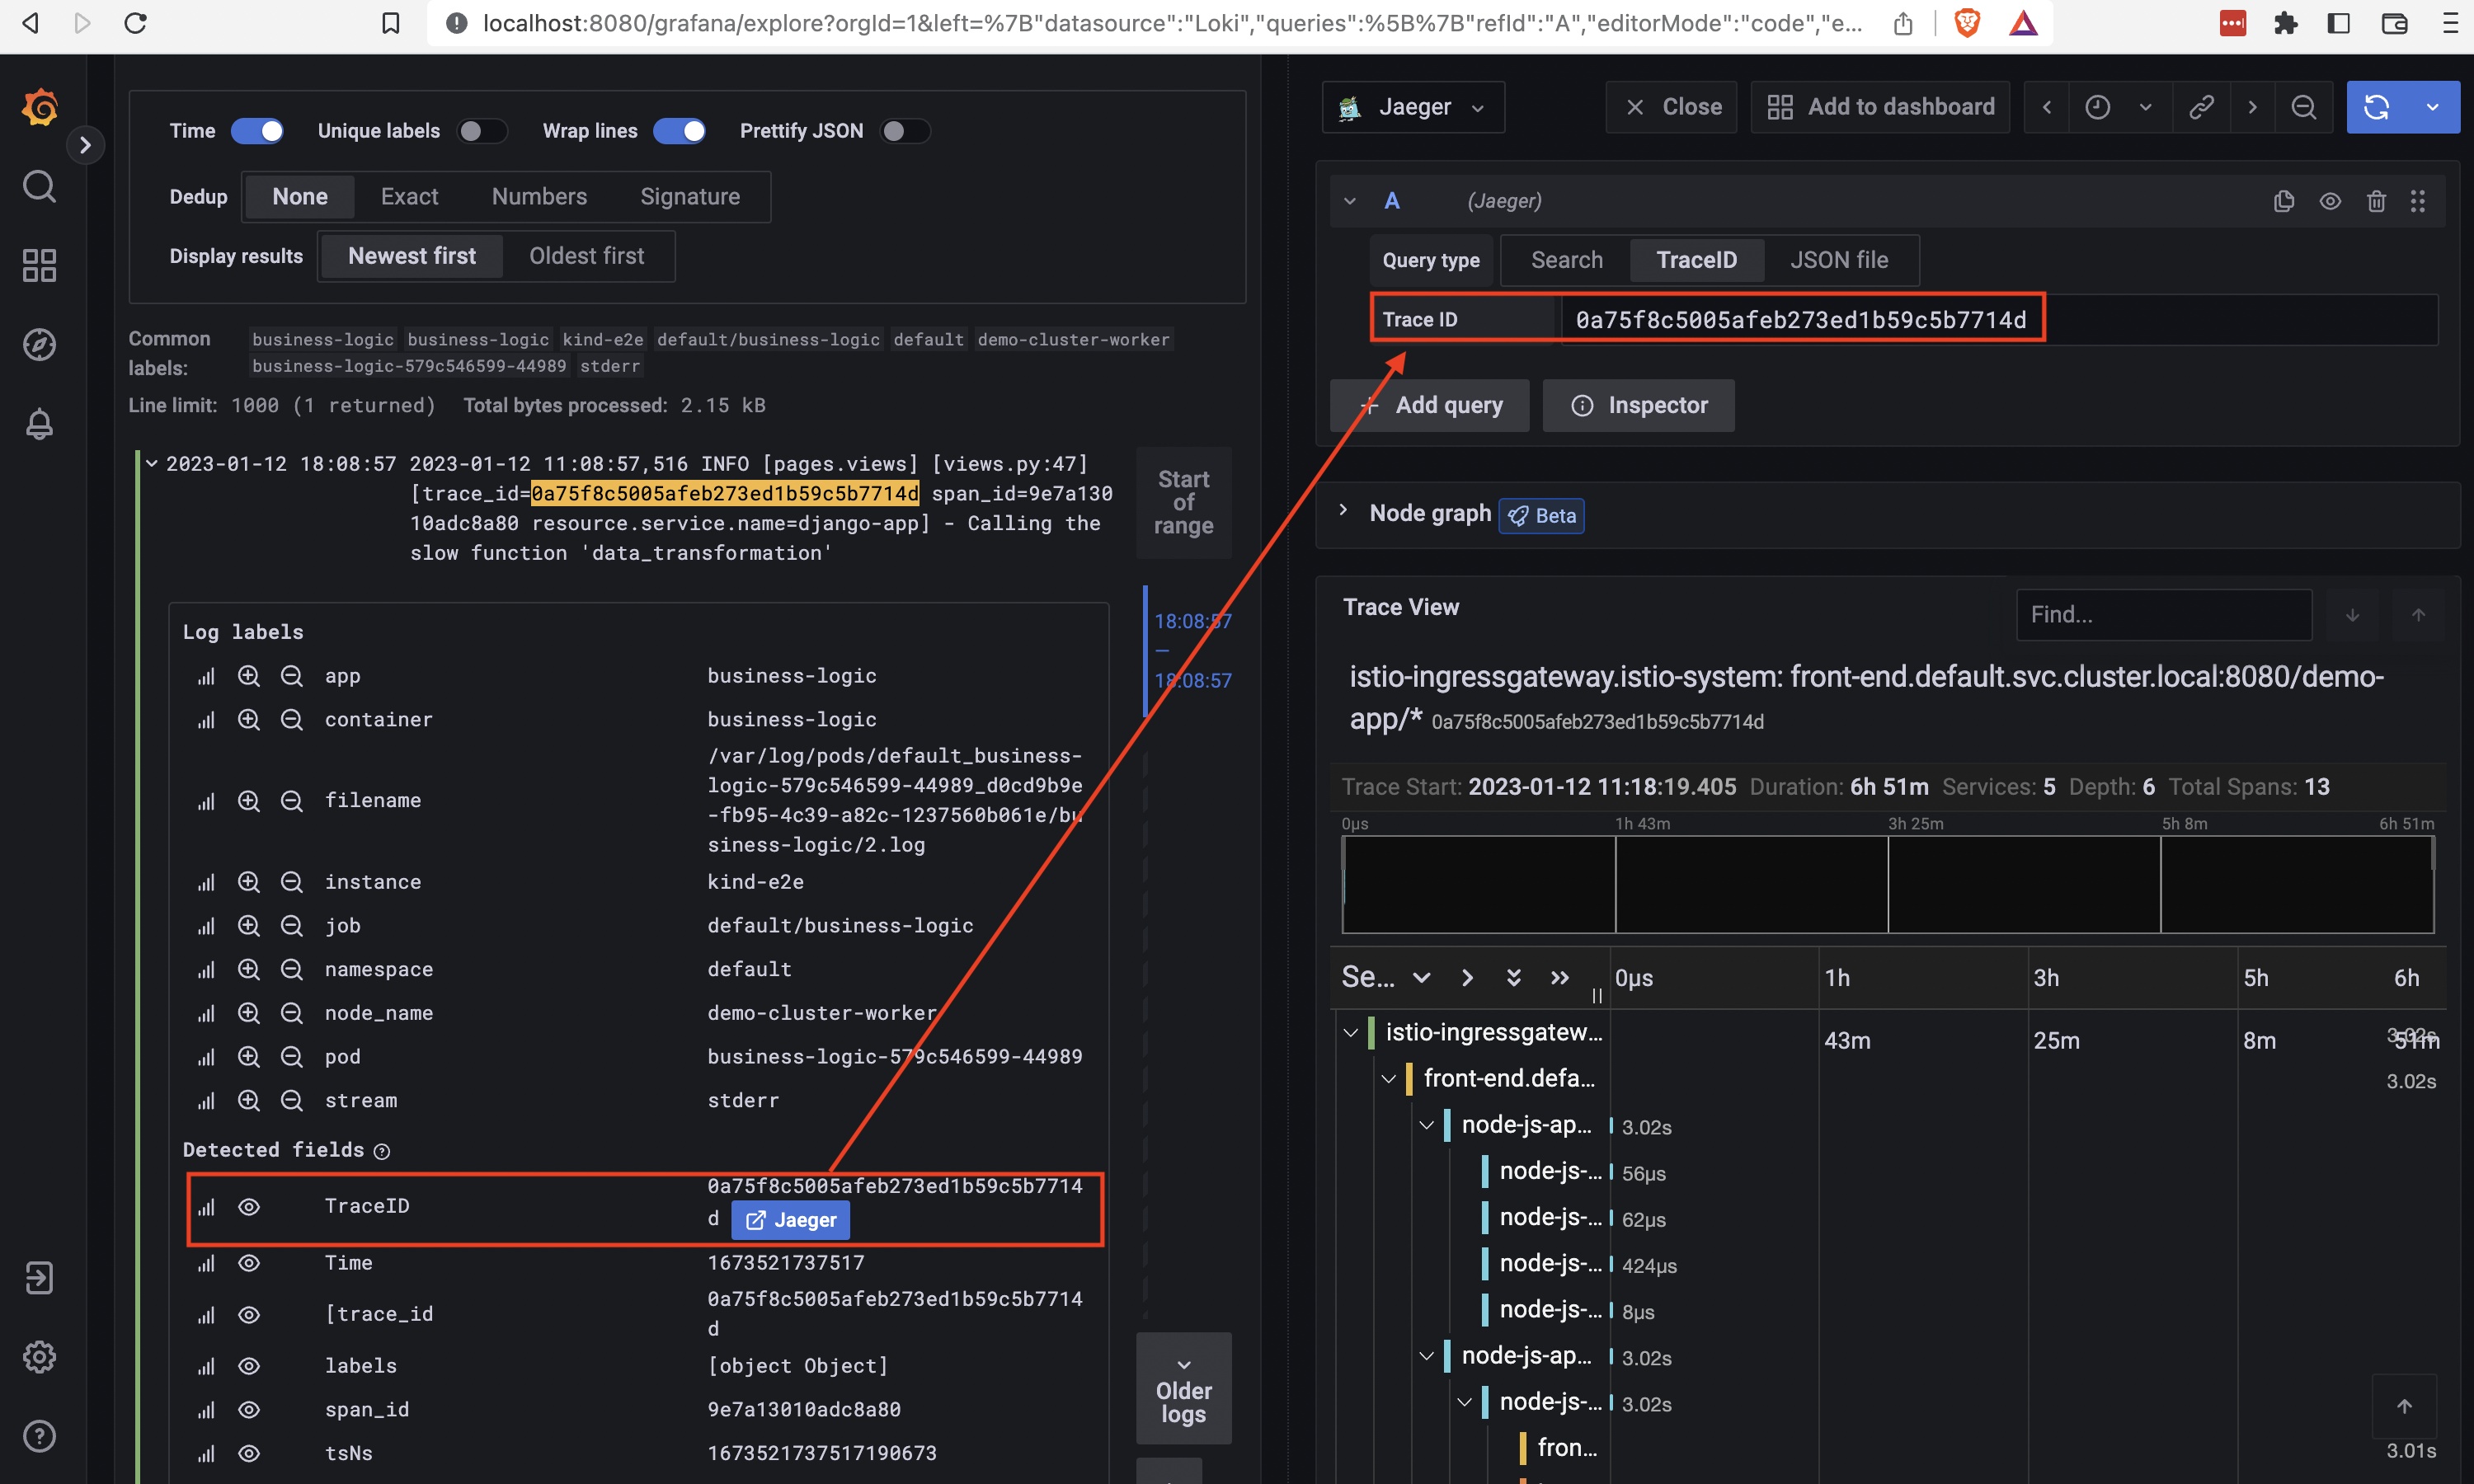 localhost:8080/grafana/explore?orgId=1&left=%7B"datasource":"Loki","queries":%5B%7B"refId":"A","editorMode":"code","e...
Time
Unique labels
Wrap lines
Prettify JSON
Dedup
None
Exact
Numbers
Signature
Display results
Newest first
Oldest first
Common labels:
business-logic business-logic kind-e2e default/business-logic default demo-cluster-worker
business-logic-579c546599-44989 stderr
Line limit: 1000 (1 returned) Total bytes processed: 2.15 kB
2023-01-12 18:08:57 2023-01-12 11:08:57,516 INFO [pages.views] [views.py:47]
[trace_id=0a75f8c5005afeb273ed1b59c5b7714d span_id=9e7a130
10adc8a80 resource.service.name=django-app] - Calling the
slow function 'data_transformation'
Start
of
range
18:08:57
—
18:08:57
Log labels
app business-logic
container business-logic
filename /var/log/pods/default_business-
logic-579c546599-44989_d0cd9b9e
-fb95-4c39-a82c-1237560b061e/bu
siness-logic/2.log
instance kind-e2e
job default/business-logic
namespace default
node_name demo-cluster-worker
pod business-logic-579c546599-44989
stream stderr
Detected fields
TraceID 0a75f8c5005afeb273ed1b59c5b7714
d Jaeger
Time 1673521737517
[trace_id 0a75f8c5005afeb273ed1b59c5b7714
d
labels [object Object]
span_id 9e7a13010adc8a80
tsNs 1673521737517190673
Older
logs
Jaeger
Close
Add to dashboard
A (Jaeger)
Query type
Search
TraceID
JSON file
Trace ID 0a75f8c5005afeb273ed1b59c5b7714d
+ Add query
Inspector
Node graph Beta
Trace View
Find...
istio-ingressgateway.istio-system: front-end.default.svc.cluster.local:8080/demo-
app/* 0a75f8c5005afeb273ed1b59c5b7714d
Trace Start: 2023-01-12 11:18:19.405 Duration: 6h 51m Services: 5 Depth: 6 Total Spans: 13
0µs 1h 43m 3h 25m 5h 8m 6h 51m
Se... 0µs 1h 3h 5h 6h
43m 25m 8m 51m
istio-ingressgatew... 3.02s
front-end.defa... 3.02s
node-js-ap... 3.02s
node-js-... 56µs
node-js-... 62µs
node-js-... 424µs
node-js-... 8µs
node-js-ap... 3.02s
node-js-... 3.02s
fron... 3.01s